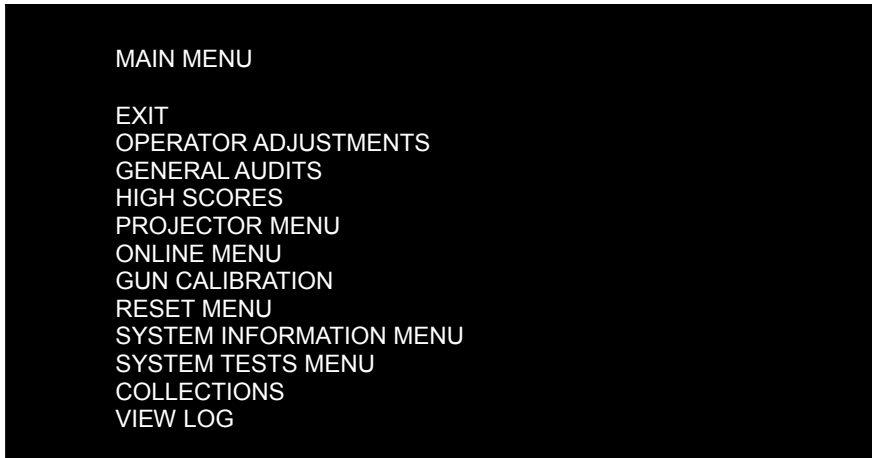 MAIN MENU
EXIT
OPERATOR ADJUSTMENTS
GENERAL AUDITS
HIGH SCORES
PROJECTOR MENU
ONLINE MENU
GUN CALIBRATION
RESET MENU
SYSTEM INFORMATION MENU
SYSTEM TESTS MENU
COLLECTIONS
VIEW LOG